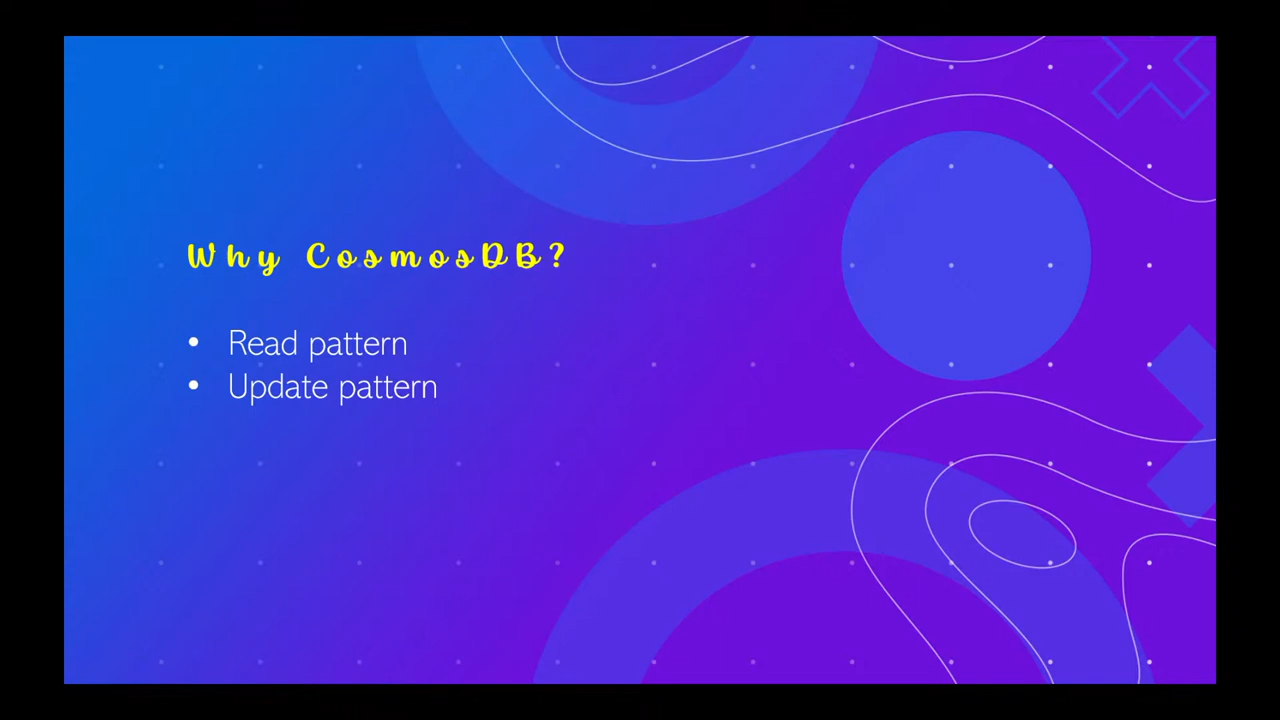 Why CosmosDB?
• Read pattern
• Update pattern